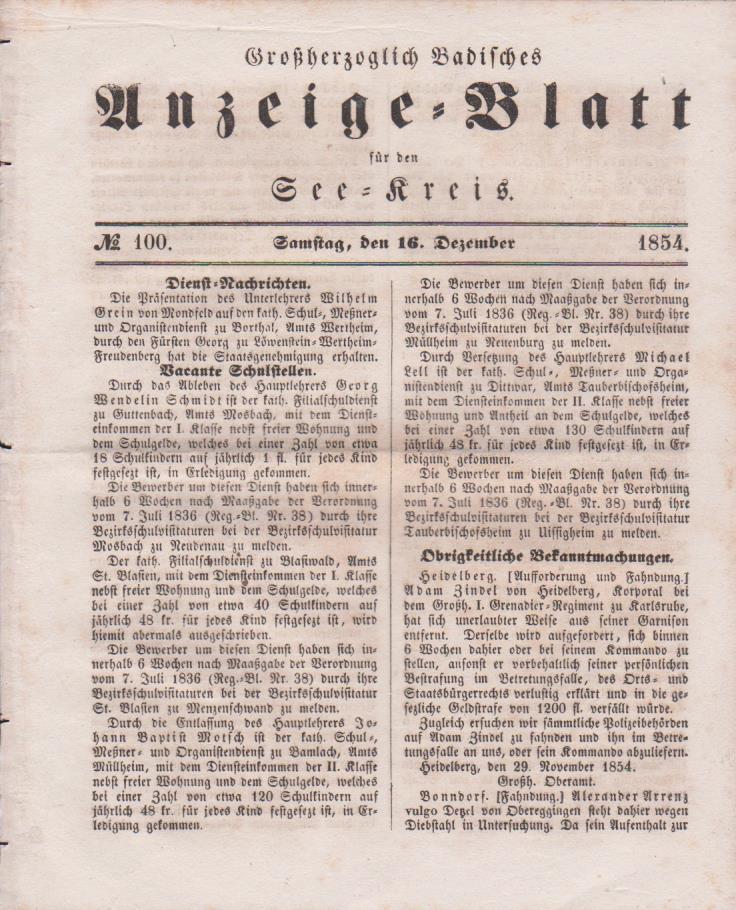 Großherzoglich Badisches
Anzeige-Blatt
für den
See-Kreis.
№ 100.
Samstag, den 16. Dezember
1854.
Dienst-Nachrichten.
Die Präsentation des Unterlehrers Wilhelm
Grein von Mondfeld auf den kath. Schul-, Meßner-
und Organistendienst zu Borthal, Amts Wertheim,
durch den Fürsten Georg zu Löwenstein-Wertheim-
Freudenberg hat die Staatsgenehmigung erhalten.
Vacante Schulstellen.
Durch das Ableben des Hauptlehrers Georg
Wendelin Schmidt ist der kath. Filialschuldienst
zu Guttenbach, Amts Mosbach, mit dem Dienst-
einkommen der I. Klasse nebst freier Wohnung und
dem Schulgelde, welches bei einer Zahl von etwa
18 Schulkindern auf jährlich 1 fl. für jedes Kind
festgesezt ist, in Erledigung gekommen.
Die Bewerber um diesen Dienst haben sich inner-
halb 6 Wochen nach Maaßgabe der Verordnung
vom 7. Juli 1836 (Reg.-Bl. Nr. 38) durch ihre
Bezirksschulvisitaturen bei der Bezirksschulvisitatur
Mosbach zu Neudenau zu melden.
Der kath. Filialschuldienst zu Blasiwald, Amts
St. Blasien, mit dem Diensteinkommen der I. Klasse
nebst freier Wohnung und dem Schulgelde, welches
bei einer Zahl von etwa 40 Schulkindern auf
jährlich 48 kr. für jedes Kind festgesezt ist, wird
hiemit abermals ausgeschrieben.
Die Bewerber um diesen Dienst haben sich in-
nerhalb 6 Wochen nach Maaßgabe der Verordnung
vom 7. Juli 1836 (Reg.-Bl. Nr. 38) durch ihre
Bezirksschulvisitaturen bei der Bezirksschulvisitatur
St. Blasien zu Menzenschwand zu melden.
Durch die Entlassung des Hauptlehrers Jo-
hann Baptist Motsch ist der kath. Schul-,
Meßner- und Organistendienst zu Bamlach, Amts
Müllheim, mit dem Diensteinkommen der II. Klasse
nebst freier Wohnung und dem Schulgelde, welches
bei einer Zahl von etwa 120 Schulkindern auf
jährlich 48 kr. für jedes Kind festgesezt ist, in Er-
ledigung gekommen.
Die Bewerber um diesen Dienst haben sich in-
nerhalb 6 Wochen nach Maaßgabe der Verordnung
vom 7. Juli 1836 (Reg.-Bl. Nr. 38) durch ihre
Bezirksschulvisitaturen bei der Bezirksschulvisitatur
Müllheim zu Neuenburg zu melden.
Durch Versetzung des Hauptlehrers Michael
Lell ist der kath. Schul-, Meßner- und Orga-
nistendienst zu Dittwar, Amts Tauberbischofsheim,
mit dem Diensteinkommen der II. Klasse nebst freier
Wohnung und Antheil an dem Schulgelde, welches
bei einer Zahl von etwa 130 Schulkindern auf
jährlich 48 kr. für jedes Kind festgesezt ist, in Er-
ledigung gekommen.
Die Bewerber um diesen Dienst haben sich in-
nerhalb 6 Wochen nach Maaßgabe der Verordnung
vom 7. Juli 1836 (Reg.-Bl. Nr. 38) durch ihre
Bezirksschulvisitaturen bei der Bezirksschulvisitatur
Tauberbischofsheim zu Uissigheim zu melden.
Obrigkeitliche Bekanntmachungen.
Heidelberg. [Aufforderung und Fahndung.]
Adam Zindel von Heidelberg, Korporal bei
dem Großh. I. Grenadier-Regiment zu Karlsruhe,
hat sich unerlaubter Weise aus seiner Garnison
entfernt. Derselbe wird aufgefordert, sich binnen
6 Wochen dahier oder bei seinem Kommando zu
stellen, ansonst er vorbehaltlich seiner persönlichen
Bestrafung im Betretungsfalle, des Orts- und
Staatsbürgerrechts verlustig erklärt und in die ge-
sezliche Geldstrafe von 1200 fl. verfällt würde.
Zugleich ersuchen wir sämmtliche Polizeibehörden
auf Adam Zindel zu fahnden und ihn im Betre-
tungsfalle an uns, oder sein Kommando abzuliefern.
Heidelberg, den 29. November 1854.
Großh. Oberamt.
Bonndorf. [Fahndung.] Alexander Arrenz
vulgo Detzel von Obereggingen steht dahier wegen
Diebstahl in Untersuchung. Da sein Aufenthalt zur